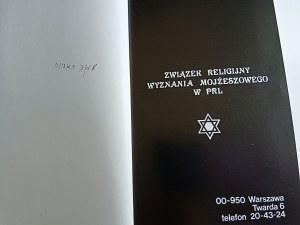 ZWIĄZEK RELIGIJNY
WYZNANIA MOJŻESZOWEGO
W PRL
00-950 Warszawa
Twarda 6
telefon 20-43-24